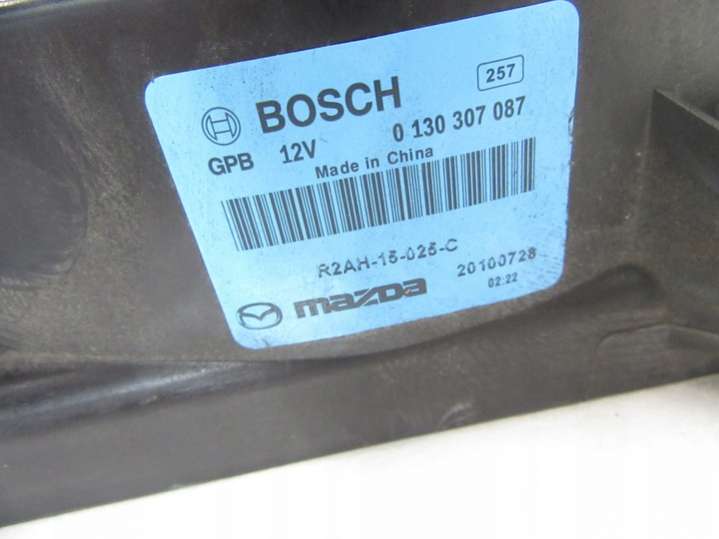 257
BOSCH
GPB 12V 0 130 307 087
Made in China
R2AH-15-025-C
mazda 20100728
02:22